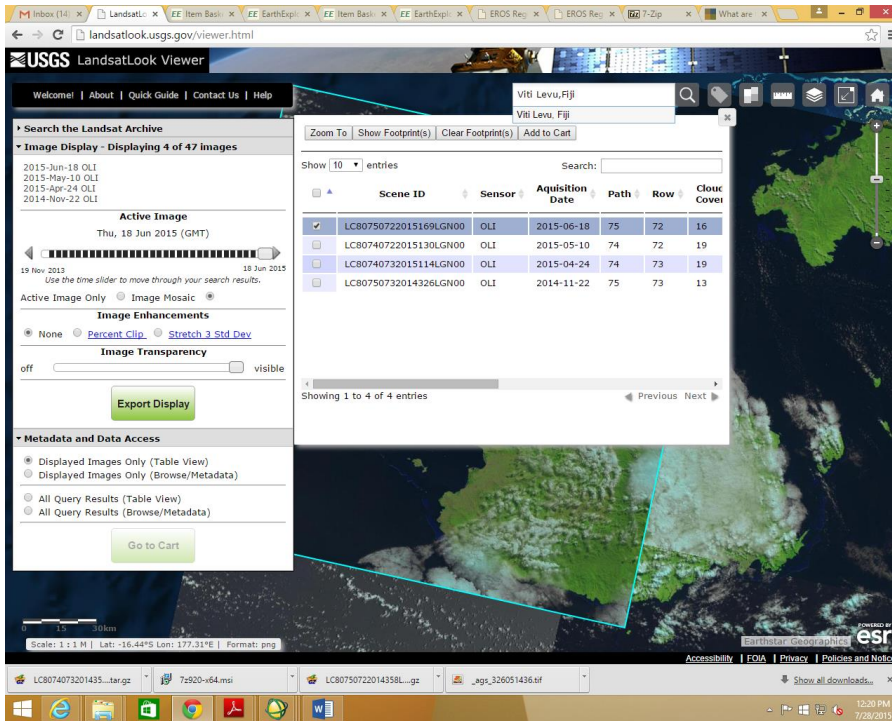 Inbox (14)
LandsatLo
EE Item Bask
EE EarthExpl
EE Item Bask
EE EarthExpl
EROS Reg
EROS Reg
7z 7-Zip
What are
landsatlook.usgs.gov/viewer.html
USGS LandsatLook Viewer
Welcome! | About | Quick Guide | Contact Us | Help
Viti Levu,Fiji
Viti Levu, Fiji
Search the Landsat Archive
Image Display - Displaying 4 of 47 images
2015-Jun-18 OLI
2015-May-10 OLI
2015-Apr-24 OLI
2014-Nov-22 OLI
Active Image
Thu, 18 Jun 2015 (GMT)
19 Nov 2013 18 Jun 2015
Use the time slider to move through your search results.
Active Image Only Image Mosaic
Image Enhancements
None Percent Clip Stretch 3 Std Dev
Image Transparency
off visible
Export Display
Metadata and Data Access
Displayed Images Only (Table View)
Displayed Images Only (Browse/Metadata)
All Query Results (Table View)
All Query Results (Browse/Metadata)
Go to Cart
Zoom To Show Footprint(s) Clear Footprint(s) Add to Cart
Show 10 entries Search:
Scene ID Sensor Aquisition Date Path Row Cloud Cover
LC80750722015169LGN00 OLI 2015-06-18 75 72 16
LC80740722015130LGN00 OLI 2015-05-10 74 72 19
LC80740732015114LGN00 OLI 2015-04-24 74 73 19
LC80750732014326LGN00 OLI 2014-11-22 75 73 13
Showing 1 to 4 of 4 entries Previous Next
0 15 30km
Scale: 1 : 1 M | Lat: -16.44°S Lon: 177.31°E | Format: png
Earthstar Geographics
POWERED BY
esr
Accessibility | FOIA | Privacy | Policies and Notic
LC8074073201435....tar.gz
7z920-x64.msi
LC80750722014358L....gz
_ags_326051436.tif
Show all downloads...
12:20 PM
7/28/2015